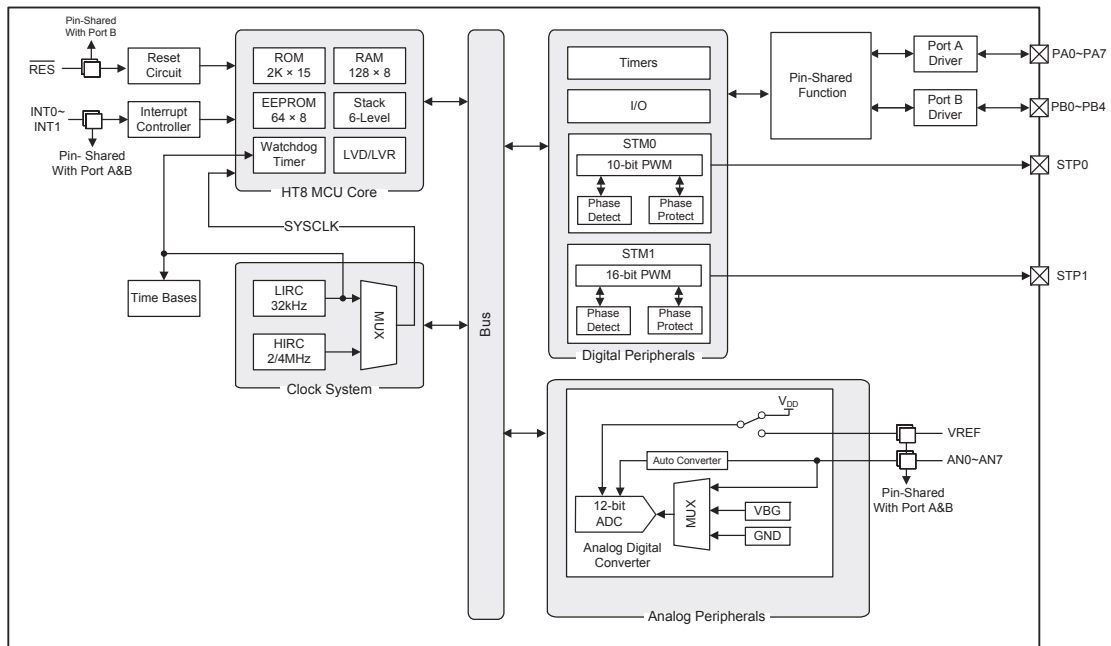 Pin-Shared
With Port B
RES
Reset
Circuit
INT0~
INT1
Interrupt
Controller
Pin- Shared
With Port A&B
ROM
2K × 15
RAM
128 × 8
EEPROM
64 × 8
Stack
6-Level
Watchdog
Timer
LVD/LVR
HT8 MCU Core
SYSCLK
Time Bases
LIRC
32kHz
HIRC
2/4MHz
MUX
Clock System
Bus
Timers
I/O
STM0
10-bit PWM
Phase
Detect
Phase
Protect
STM1
16-bit PWM
Phase
Detect
Phase
Protect
Digital Peripherals
Pin-Shared
Function
Port A
Driver
Port B
Driver
PA0~PA7
PB0~PB4
STP0
STP1
VDD
VREF
Auto Converter
AN0~AN7
Pin-Shared
With Port A&B
12-bit
ADC
MUX
VBG
GND
Analog Digital
Converter
Analog Peripherals